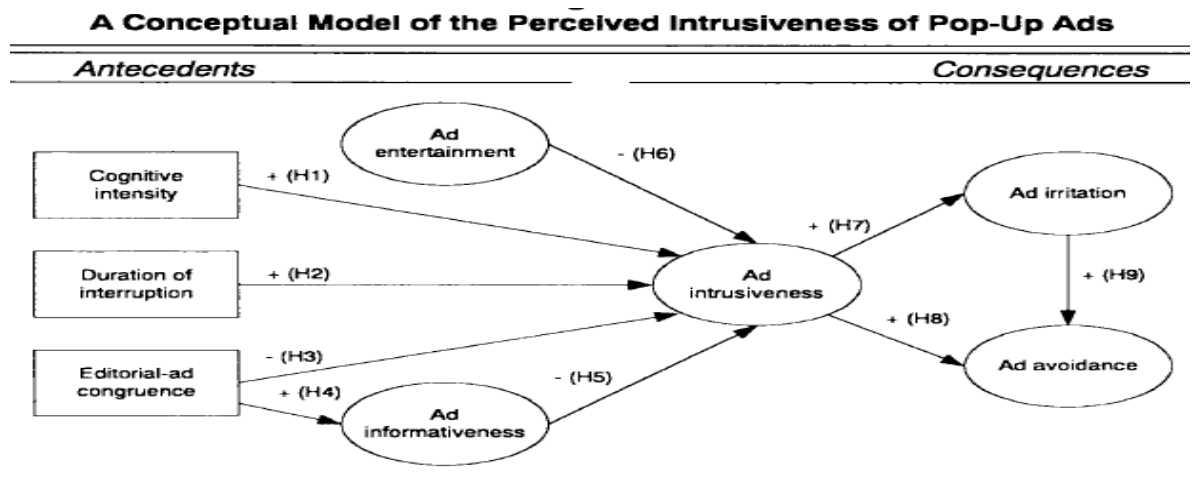 A Conceptual Model of the Perceived Intrusiveness of Pop-Up Ads
Antecedents
Consequences
Ad
entertainment
- (H6)
Cognitive
intensity
+ (H1)
Ad irritation
+ (H7)
Duration of
interruption
+ (H2)
Ad
intrusiveness
+ (H9)
+ (H8)
Editorial-ad
congruence
- (H3)
+ (H4)
- (H5)
Ad avoidance
Ad
informativeness